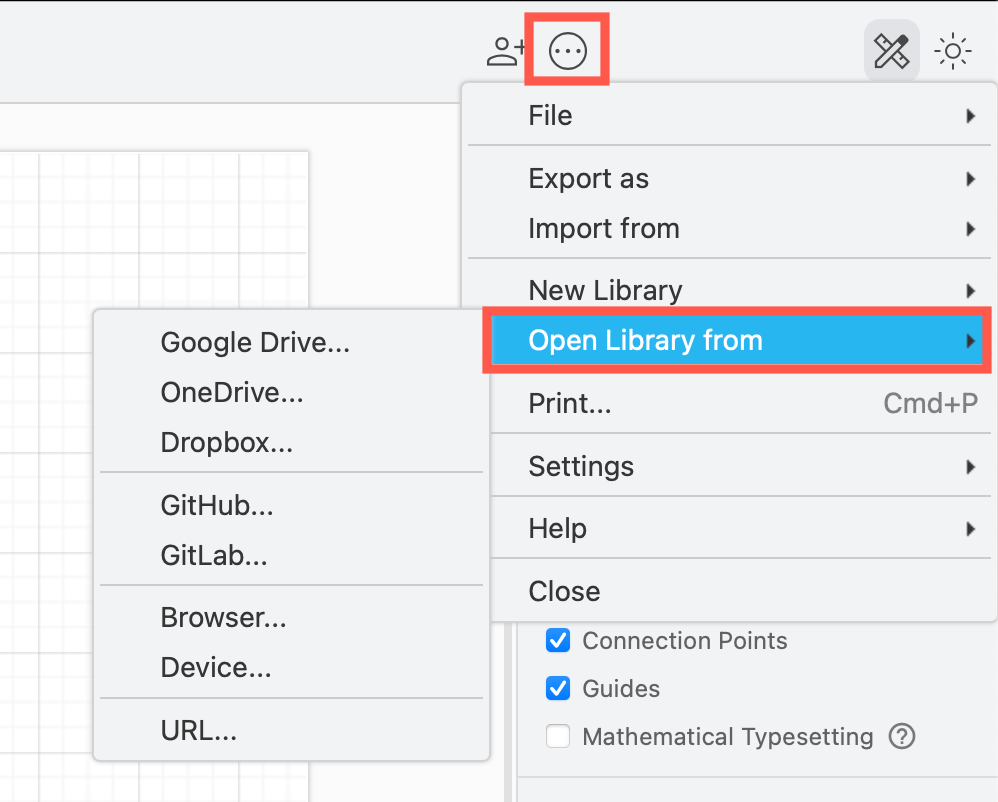 File
Export as
Import from
New Library
Open Library from
Print... Cmd+P
Settings
Help
Close
Google Drive...
OneDrive...
Dropbox...
GitHub...
GitLab...
Browser...
Device...
URL...
Connection Points
Guides
Mathematical Typesetting ?